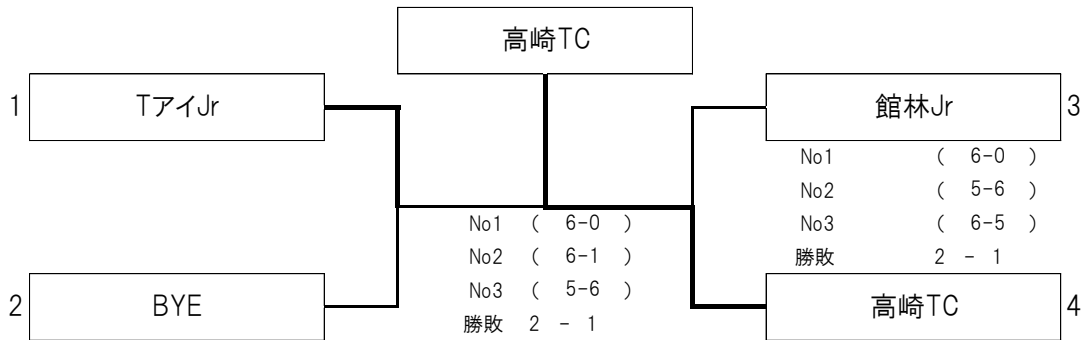 高崎TC
1 TアイJr
館林Jr 3
No1 ( 6-0 )
No2 ( 5-6 )
No3 ( 6-5 )
勝敗 2 - 1
No1 ( 6-0 )
No2 ( 6-1 )
No3 ( 5-6 )
勝敗 2 - 1
2 BYE
高崎TC 4